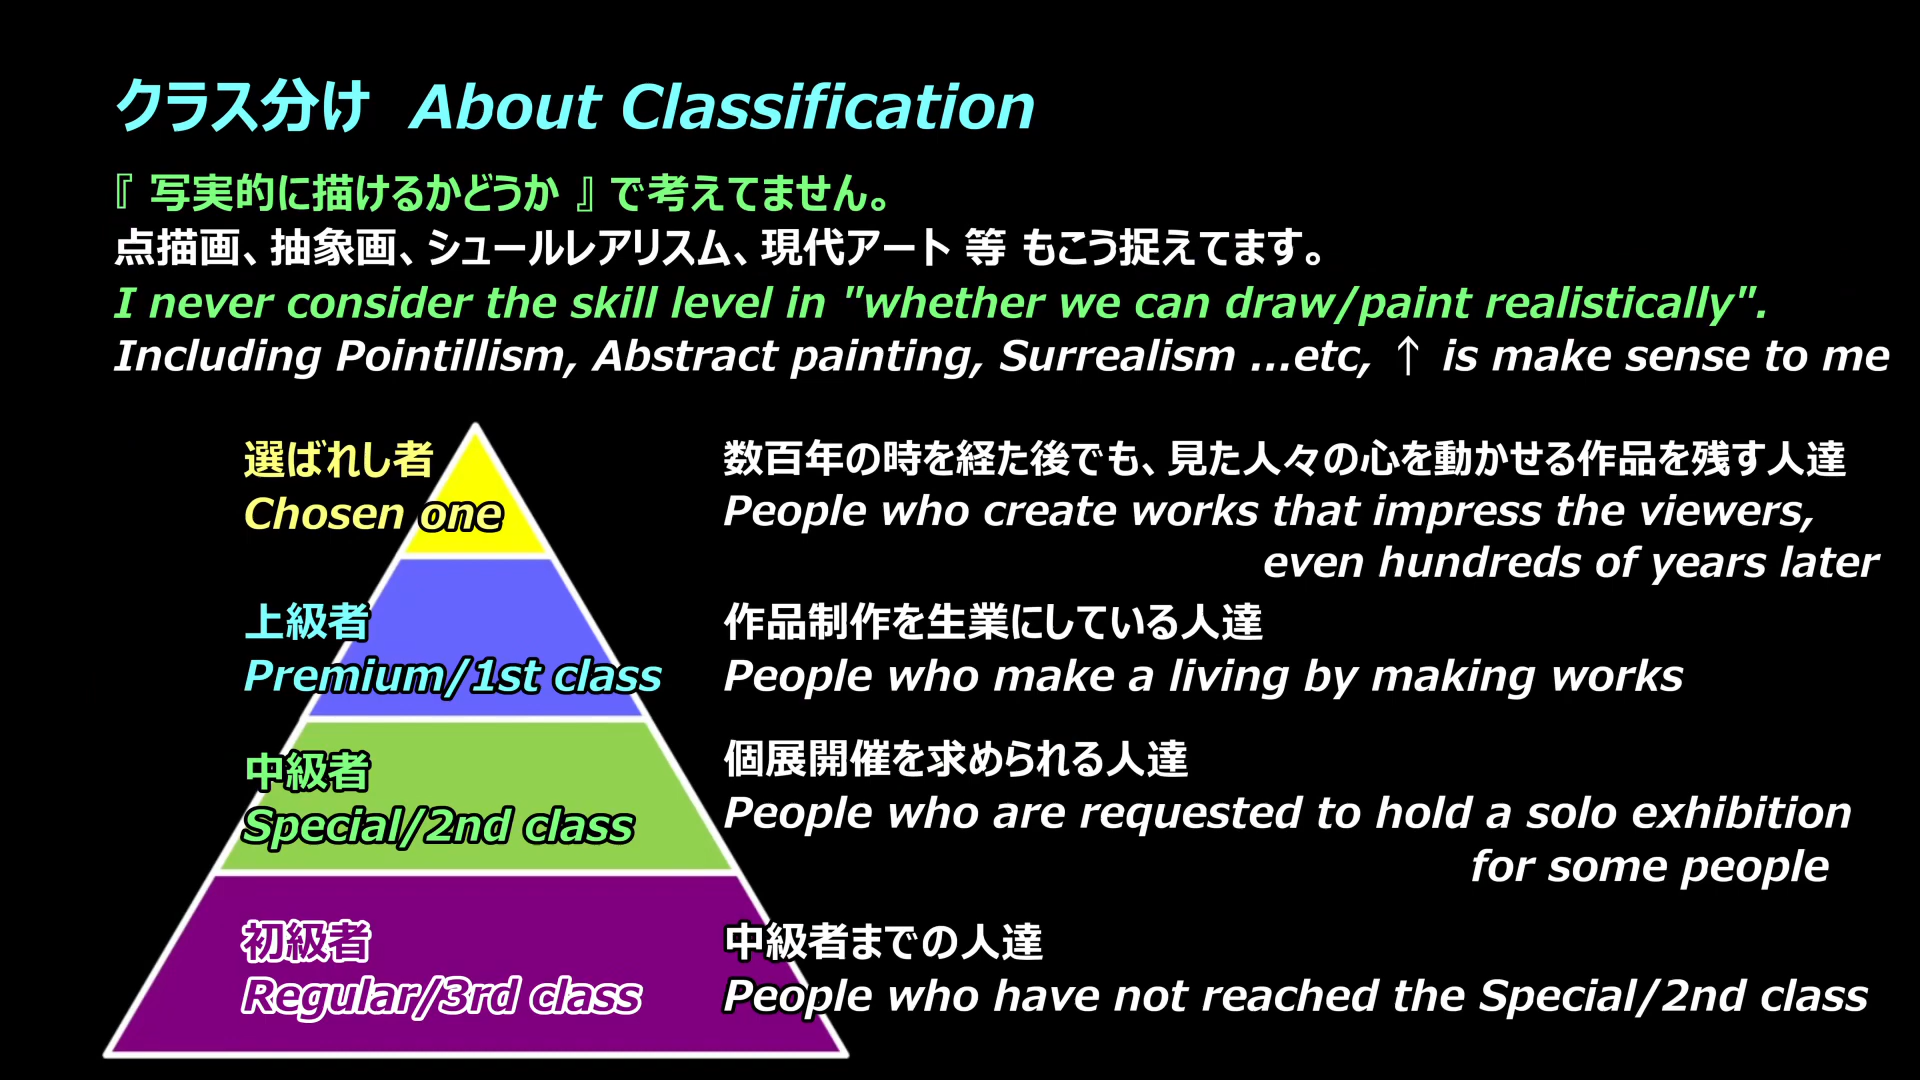 クラス分け About Classification
『 写実的に描けるかどうか 』 で考えてません。
点描画、抽象画、シュールレアリスム、現代アート 等 もこう捉えてます。
I never consider the skill level in "whether we can draw/paint realistically".
Including Pointillism, Abstract painting, Surrealism ...etc, ↑ is make sense to me
選ばれし者
Chosen one
数百年の時を経た後でも、見た人々の心を動かせる作品を残す人達
People who create works that impress the viewers,
even hundreds of years later
上級者
Premium/1st class
作品制作を生業にしている人達
People who make a living by making works
中級者
Special/2nd class
個展開催を求められる人達
People who are requested to hold a solo exhibition
for some people
初級者
Regular/3rd class
中級者までの人達
People who have not reached the Special/2nd class